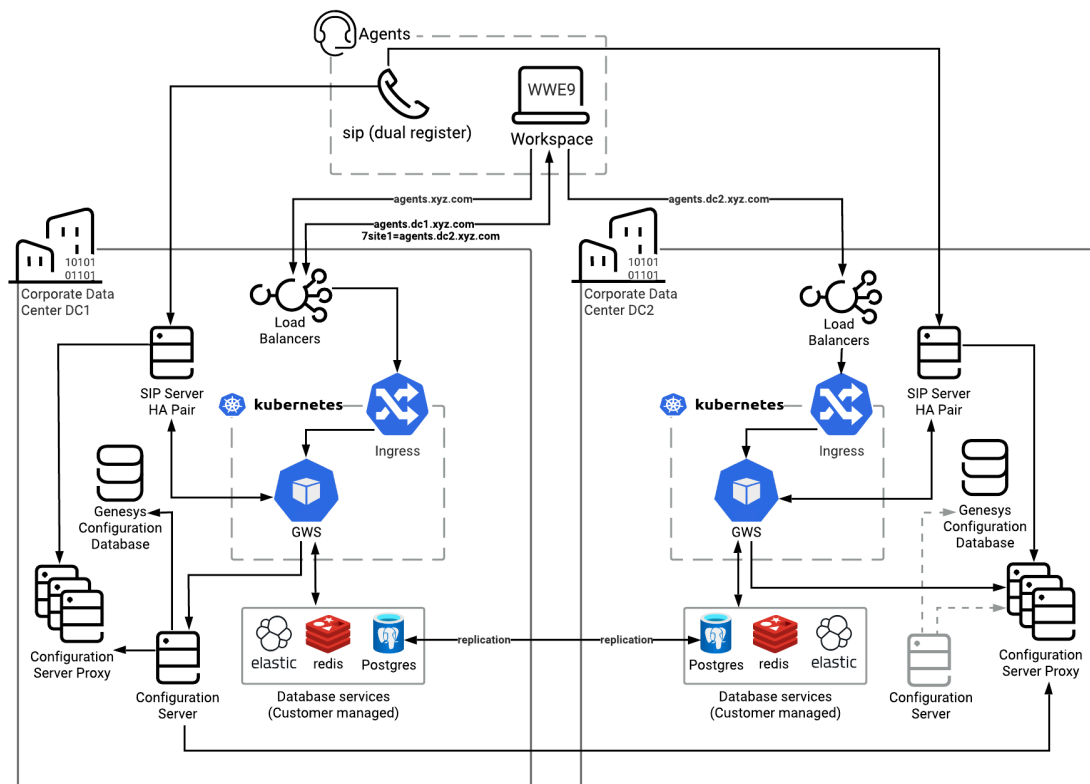 Agents
WWE9
sip (dual register)
Workspace
agents.xyz.com
agents.dc2.xyz.com
agents.dc1.xyz.com
7site1=agents.dc2.xyz.com
10101
01101
Corporate Data
Center DC1
10101
01101
Corporate Data
Center DC2
Load
Balancers
Load
Balancers
SIP Server
HA Pair
SIP Server
HA Pair
kubernetes
kubernetes
Ingress
Ingress
Genesys
Configuration
Database
GWS
GWS
Genesys
Configuration
Database
Configuration
Server Proxy
Configuration
Server
elastic
redis
Postgres
replication
replication
Postgres
redis
elastic
Database services
(Customer managed)
Database services
(Customer managed)
Configuration
Server
Configuration
Server Proxy